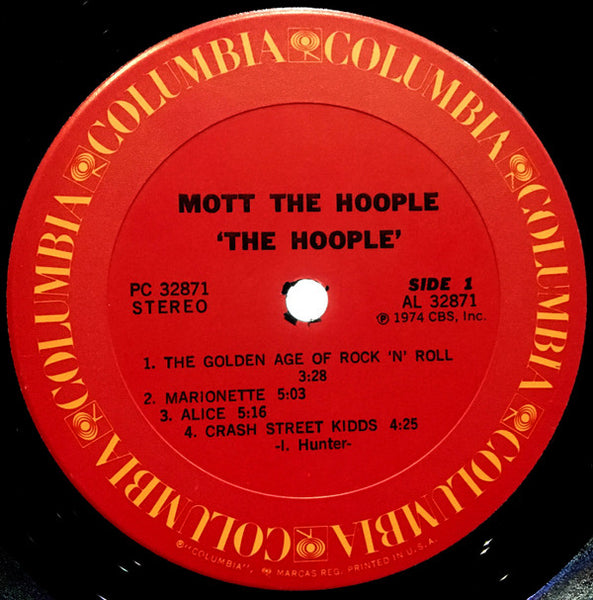 COLUMBIA COLUMBIA COLUMBIA COLUMBIA COLUMBIA COLUMBIA
MOTT THE HOOPLE
'THE HOOPLE'
PC 32871
STEREO
SIDE 1
AL 32871
Ⓟ 1974 CBS, Inc.
1. THE GOLDEN AGE OF ROCK 'N' ROLL
3:28
2. MARIONETTE 5:03
3. ALICE 5:16
4. CRASH STREET KIDDS 4:25
-I. Hunter-
®"COLUMBIA", MARCAS REG. PRINTED IN U.S.A.